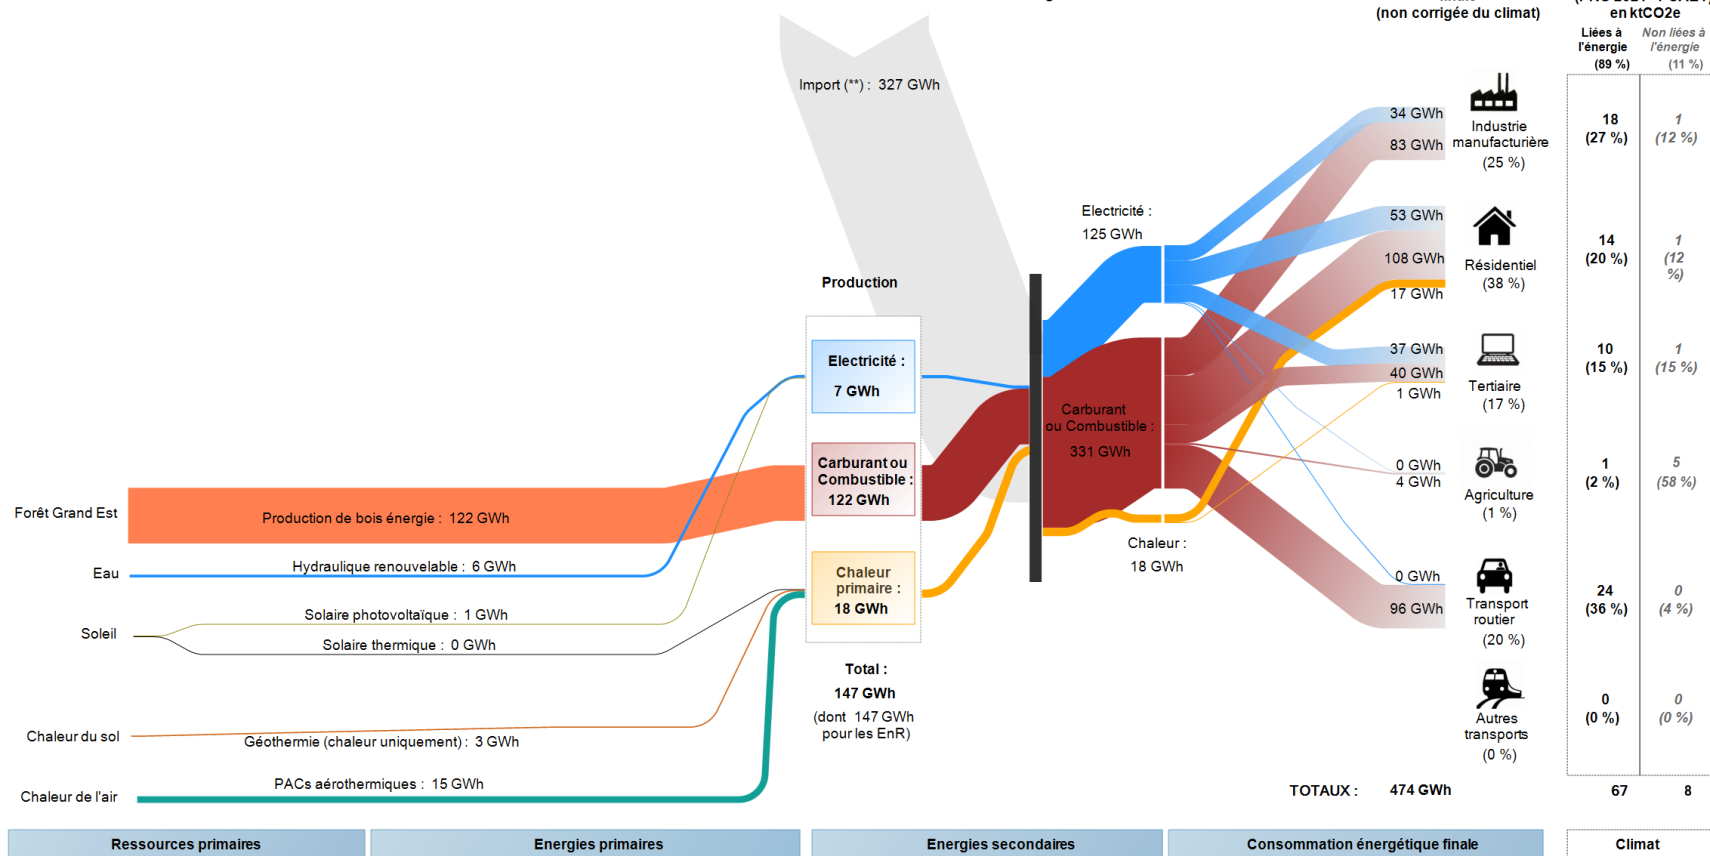 (non corrigée du climat)
en ktCO2e
Liées à
l'énergie
(89 %)
Non liées à
l'énergie
(11 %)
Import (**) : 327 GWh
34 GWh
83 GWh
Industrie
manufacturière
(25 %)
18
(27 %)
1
(12 %)
Electricité :
125 GWh
53 GWh
108 GWh
17 GWh
Résidentiel
(38 %)
14
(20 %)
1
(12
%)
Production
Electricité :
7 GWh
37 GWh
40 GWh
1 GWh
Tertiaire
(17 %)
10
(15 %)
1
(15 %)
Carburant
ou Combustible :
331 GWh
Carburant ou
Combustible :
122 GWh
0 GWh
4 GWh
Agriculture
(1 %)
1
(2 %)
5
(58 %)
Forêt Grand Est
Production de bois énergie : 122 GWh
Chaleur :
18 GWh
Eau
Hydraulique renouvelable : 6 GWh
Chaleur
primaire :
18 GWh
0 GWh
96 GWh
Transport
routier
(20 %)
24
(36 %)
0
(4 %)
Soleil
Solaire photovoltaïque : 1 GWh
Solaire thermique : 0 GWh
Total :
147 GWh
(dont 147 GWh
pour les EnR)
Autres
transports
(0 %)
0
(0 %)
0
(0 %)
Chaleur du sol
Géothermie (chaleur uniquement) : 3 GWh
Chaleur de l'air
PACs aérothermiques : 15 GWh
TOTAUX : 474 GWh
67
8
Ressources primaires
Energies primaires
Energies secondaires
Consommation énergétique finale
Climat